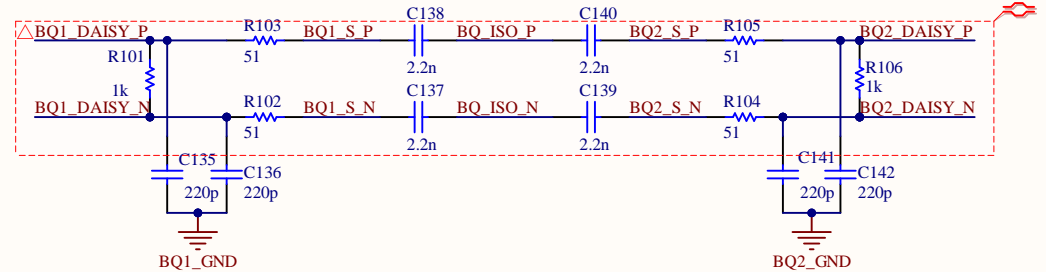 C138 C140
BQ1_DAISY_P R103 BQ1_S_P BQ_ISO_P BQ2_S_P R105 BQ2_DAISY_P
R101 51 51 R106
2.2n 2.2n
1k C137 C139 1k
BQ1_DAISY_N R102 BQ1_S_N BQ_ISO_N BQ2_S_N R104 BQ2_DAISY_N
51 51
2.2n 2.2n
C135 C136 C141 C142
220p 220p 220p 220p
BQ1_GND BQ2_GND